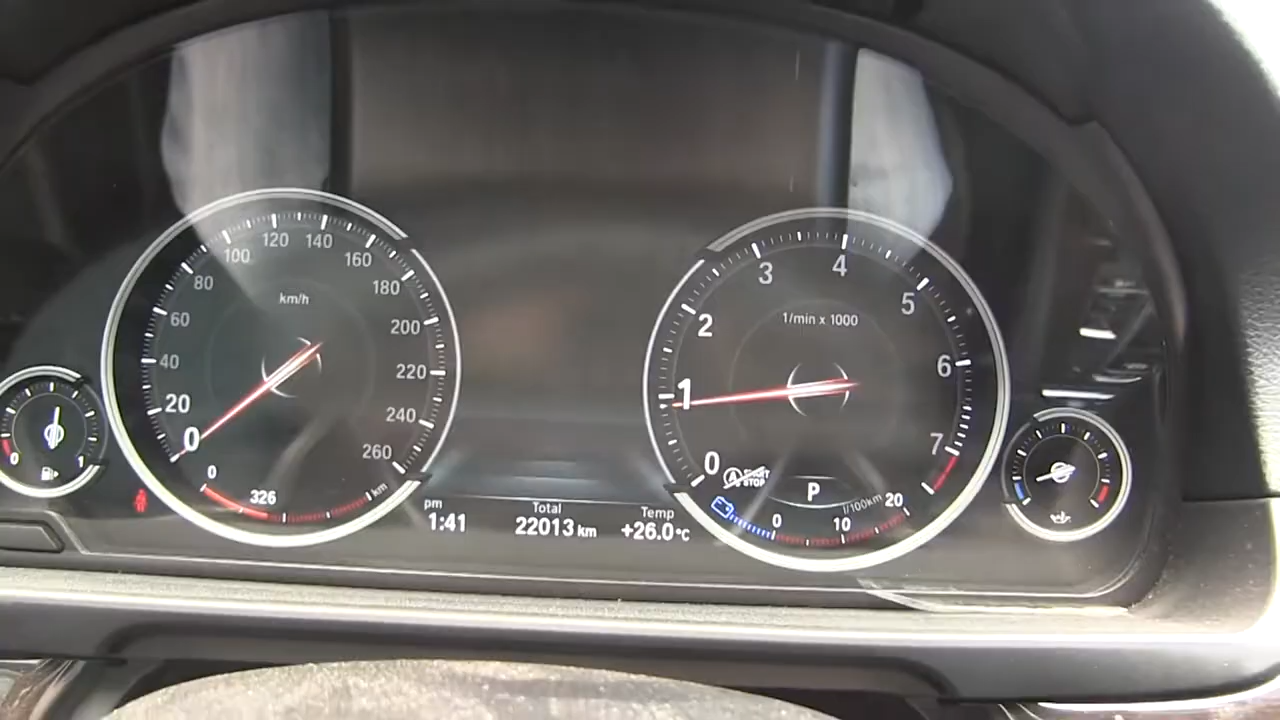 km/h
0
20
40
60
80
100
120
140
160
180
200
220
240
260
0 326 km
0 1
pm
1:41
Total
22013 km
Temp
+26.0°C
1/min x 1000
0
1
2
3
4
5
6
7
START
STOP
P
l/100km
0 10 20